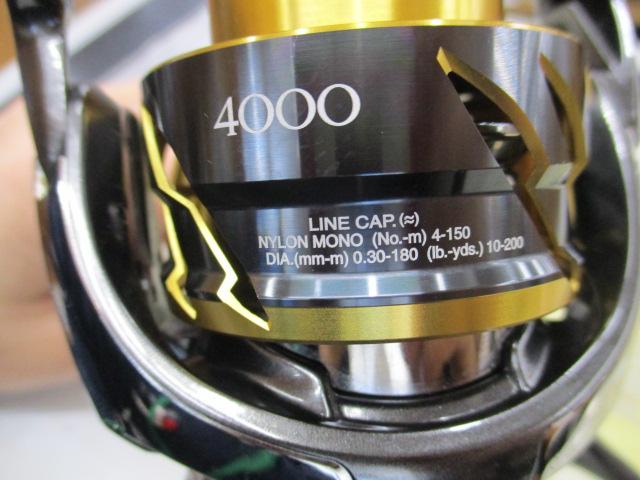 4000
LINE CAP.(≈)
NYLON MONO (No.-m) 4-150
DIA.(mm-m) 0.30-180 (lb.-yds.) 10-200